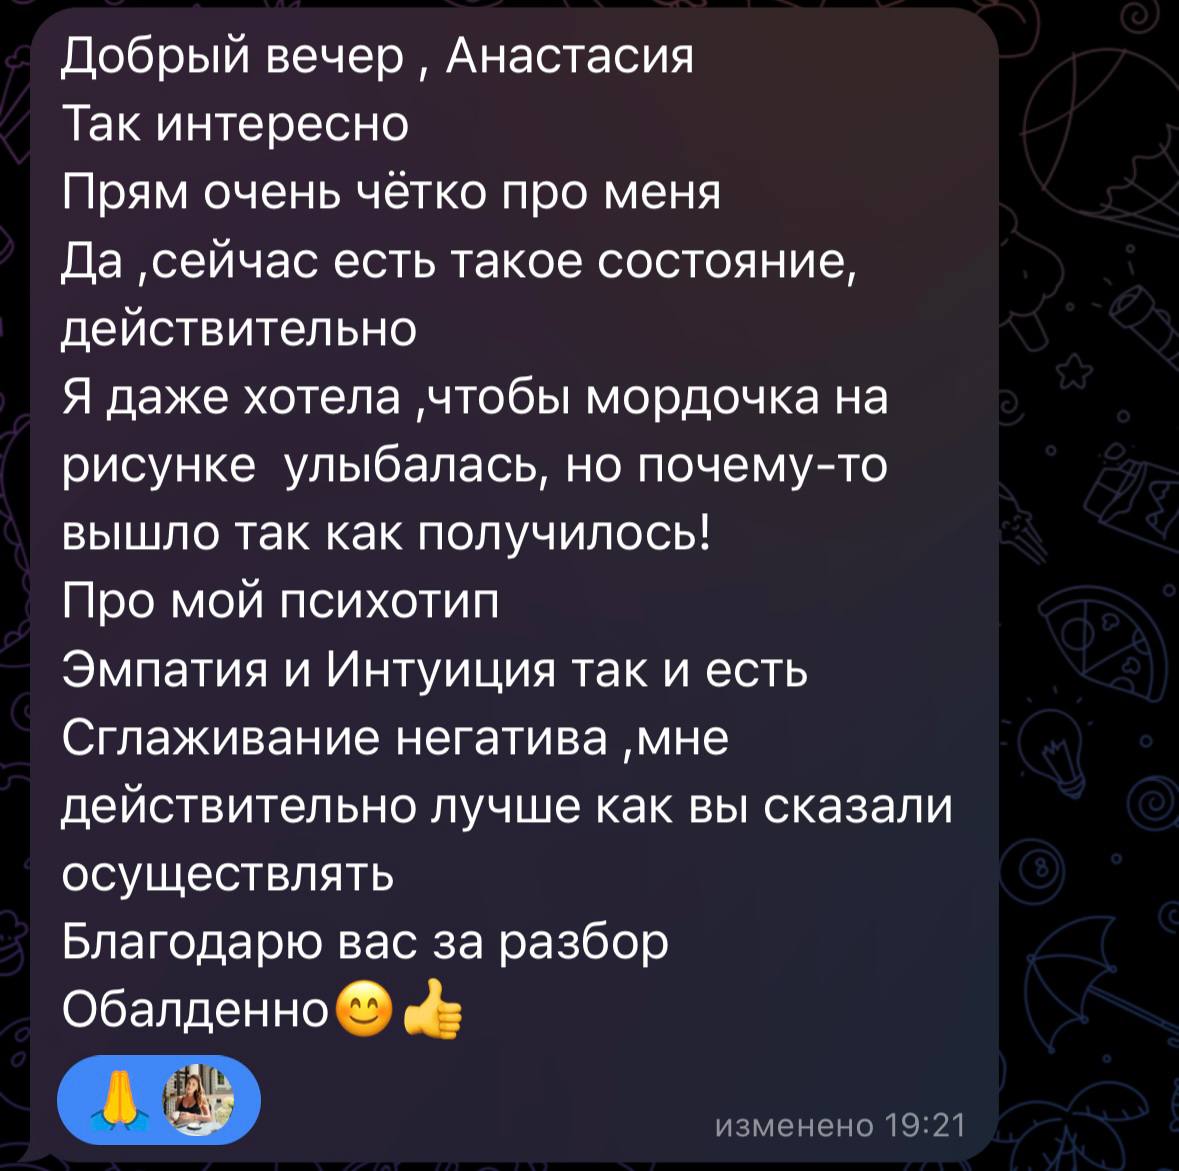 Добрый вечер , Анастасия
Так интересно
Прям очень чётко про меня
Да ,сейчас есть такое состояние,
действительно
Я даже хотела ,чтобы мордочка на
рисунке  улыбалась, но почему-то
вышло так как получилось!
Про мой психотип
Эмпатия и Интуиция так и есть
Сглаживание негатива ,мне
действительно лучше как вы сказали
осуществлять
Благодарю вас за разбор
Обалденно😊👍
🙏
изменено 19:21